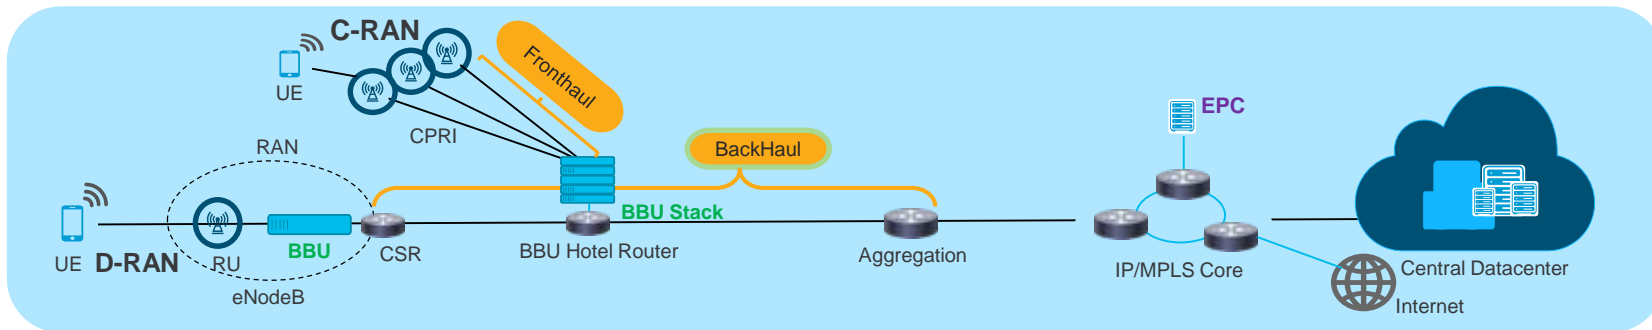 C-RAN
Fronthaul
UE
CPRI
EPC
RAN
BackHaul
BBU Stack
BBU
UE
D-RAN
RU
CSR
BBU Hotel Router
Aggregation
IP/MPLS Core
Central Datacenter
eNodeB
Internet